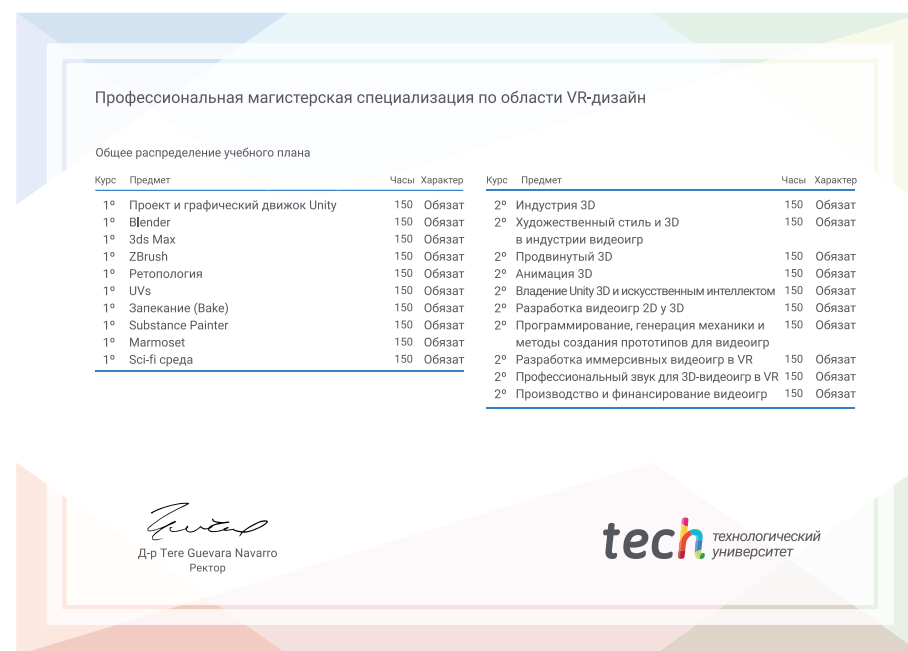 Профессиональная магистерская специализация по области VR-дизайн
Общее распределение учебного плана
Курс Предмет Часы Характер
1º Проект и графический движок Unity 150 Обязат
1º Blender 150 Обязат
1º 3ds Max 150 Обязат
1º ZBrush 150 Обязат
1º Ретопология 150 Обязат
1º UVs 150 Обязат
1º Запекание (Bake) 150 Обязат
1º Substance Painter 150 Обязат
1º Marmoset 150 Обязат
1º Sci-fi среда 150 Обязат
Курс Предмет Часы Характер
2º Индустрия 3D 150 Обязат
2º Художественный стиль и 3D 150 Обязат
в индустрии видеоигр
2º Продвинутый 3D 150 Обязат
2º Анимация 3D 150 Обязат
2º Владение Unity 3D и искусственным интеллектом 150 Обязат
2º Разработка видеоигр 2D y 3D 150 Обязат
2º Программирование, генерация механики и 150 Обязат
методы создания прототипов для видеоигр
2º Разработка иммерсивных видеоигр в VR 150 Обязат
2º Профессиональный звук для 3D-видеоигр в VR 150 Обязат
2º Производство и финансирование видеоигр 150 Обязат
Д-р Tere Guevara Navarro
Ректор
tech технологический
университет